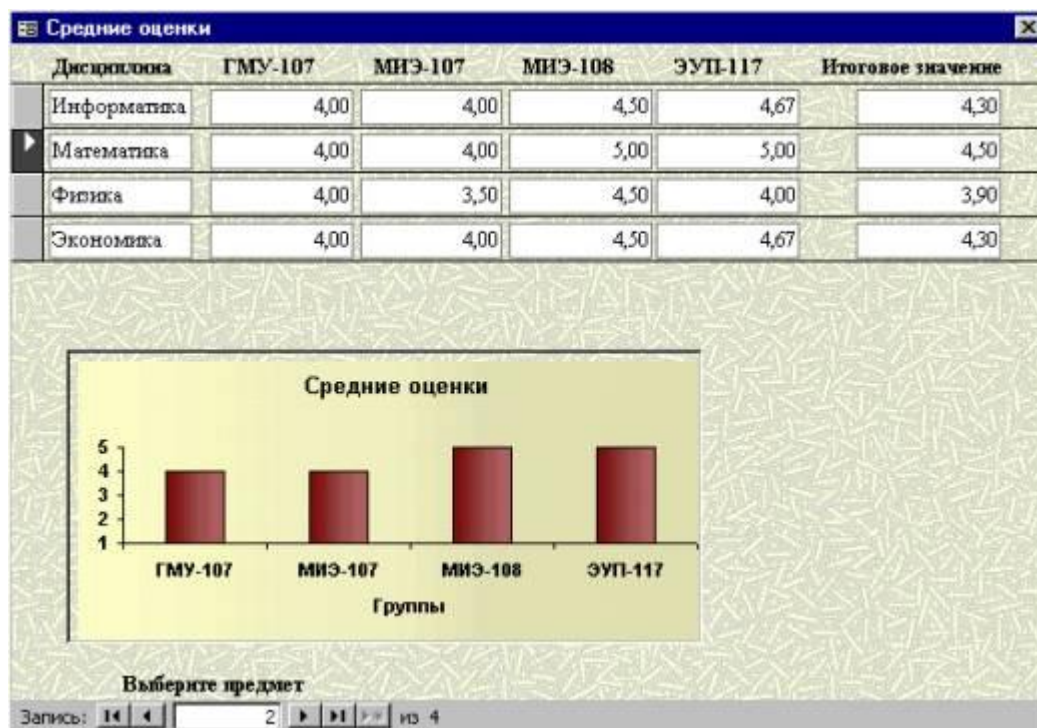 Средние оценки
Дисциплина ГМУ-107 МИЭ-107 МИЭ-108 ЭУП-117 Итоговое значение
Информатика 4,00 4,00 4,50 4,67 4,30
Математика 4,00 4,00 5,00 5,00 4,50
Физика 4,00 3,50 4,50 4,00 3,90
Экономика 4,00 4,00 4,50 4,67 4,30
Средние оценки
5
4
3
2
1
ГМУ-107 МИЭ-107 МИЭ-108 ЭУП-117
Группы
Выберите предмет
Запись: 2 из 4